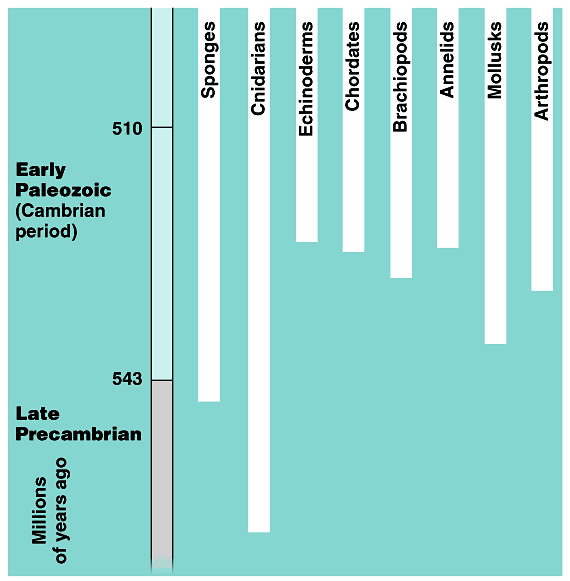 Sponges
Cnidarians
Echinoderms
Chordates
Brachiopods
Annelids
Mollusks
Arthropods
510
Early
Paleozoic
(Cambrian
period)
543
Late
Precambrian
Millions
of years ago